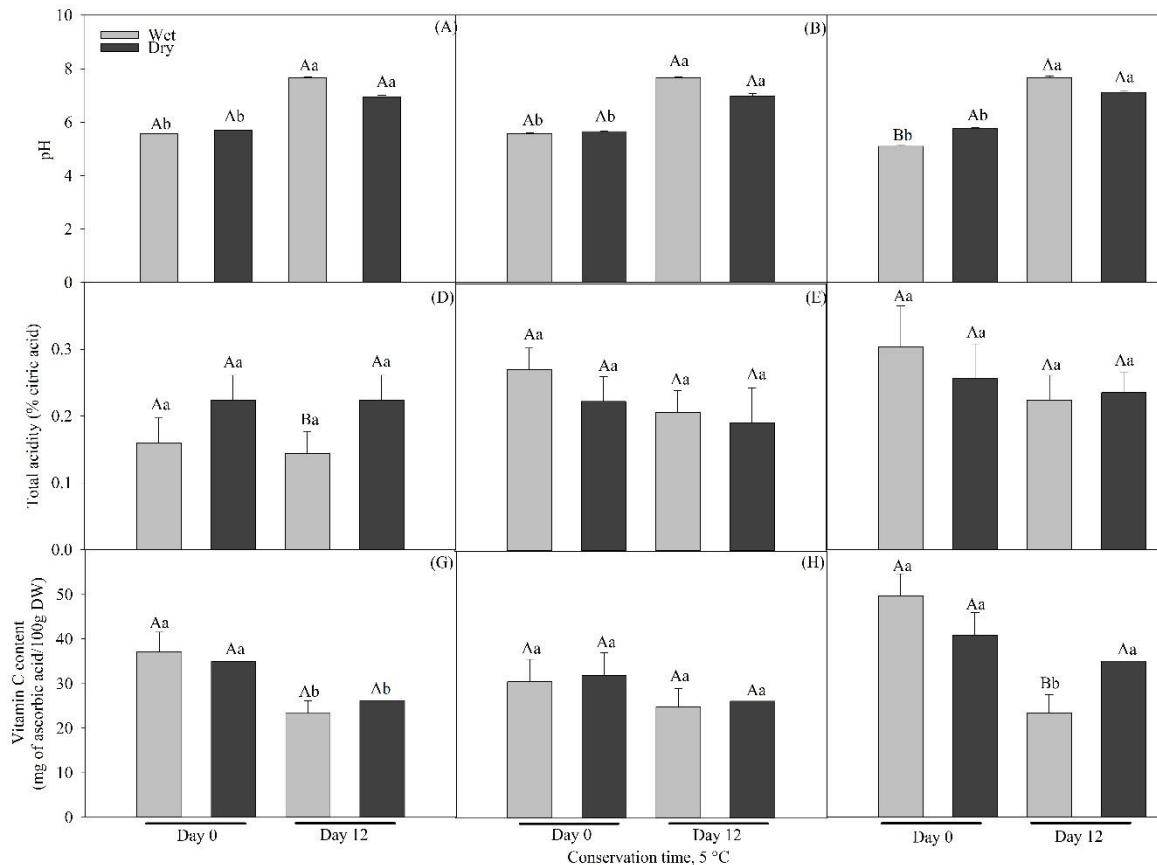 10
(A)
(B)
Wet
Dry
Aa Aa Aa Aa Aa Aa
8
Ab Ab Ab Ab Bb Ab
6
4
2
0
pH
(D)
(E)
Aa Aa Ba Aa
Aa Aa Aa Aa
Aa Aa Aa Aa
0.3
0.2
0.1
0.0
Total acidity (% citric acid)
(G)
(H)
Aa Aa Ab Ab
Aa Aa Aa Aa
Aa Aa Bb Aa
50
40
30
20
10
0
Vitamin C content
(mg of ascorbic acid/100g DW)
Day 0 Day 12 Day 0 Day 12 Day 0 Day 12
Conservation time, 5 °C